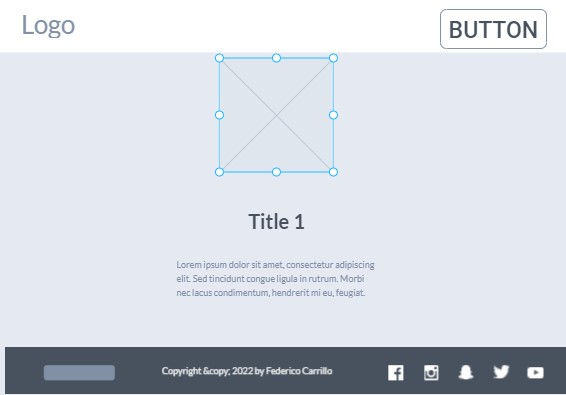 Logo
BUTTON
Title 1
Lorem ipsum dolor sit amet, consectetur adipiscing
elit. Sed tincidunt congue ligula in rutrum. Morbi
nec lacus condimentum, hendrerit mi eu, feugiat.
Copyright &copy; 2022 by Federico Carrillo